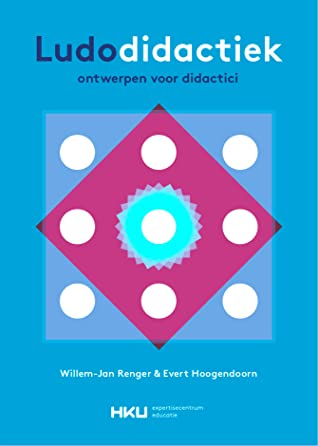 Ludodidactiek
ontwerpen voor didactici
Willem-Jan Renger & Evert Hoogendoorn
HKU expertisecentrum
educatie